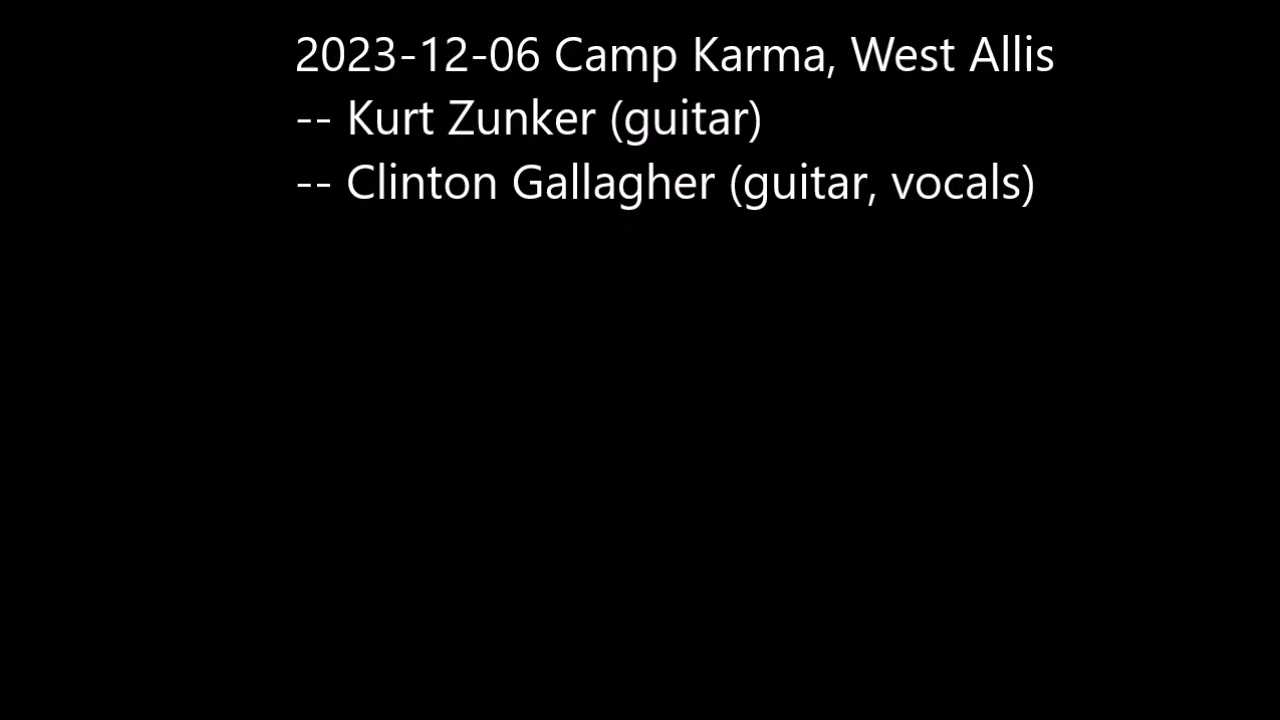 2023-12-06 Camp Karma, West Allis
-- Kurt Zunker (guitar)
-- Clinton Gallagher (guitar, vocals)